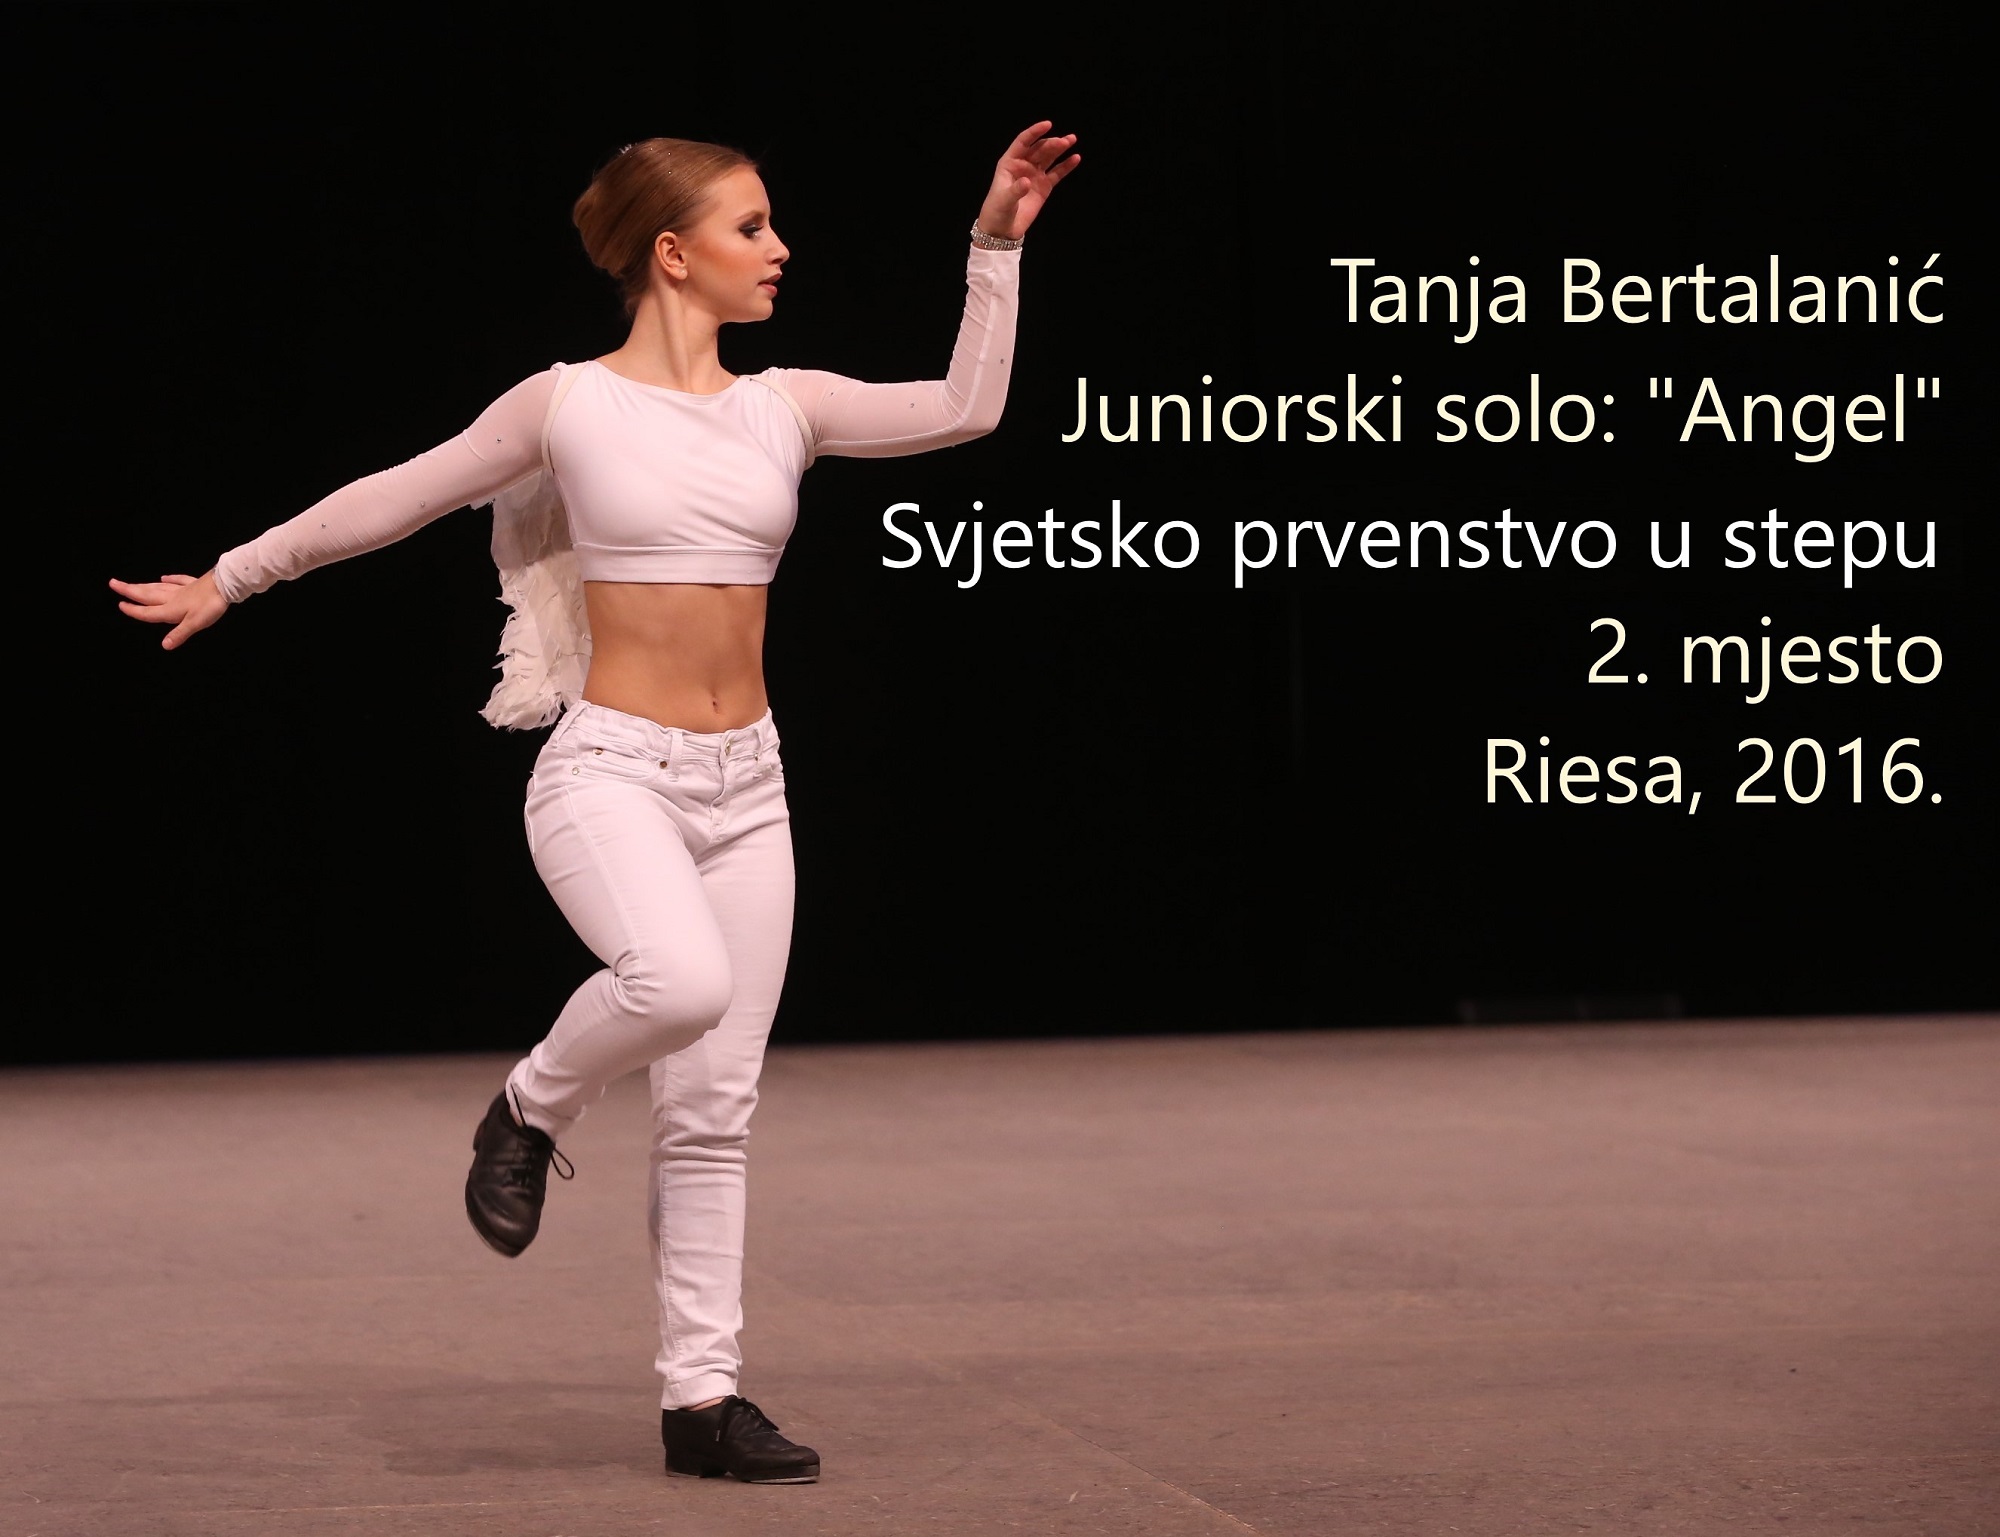 Tanja Bertalanić
Juniorski solo: "Angel"
Svjetsko prvenstvo u stepu
2. mjesto
Riesa, 2016.